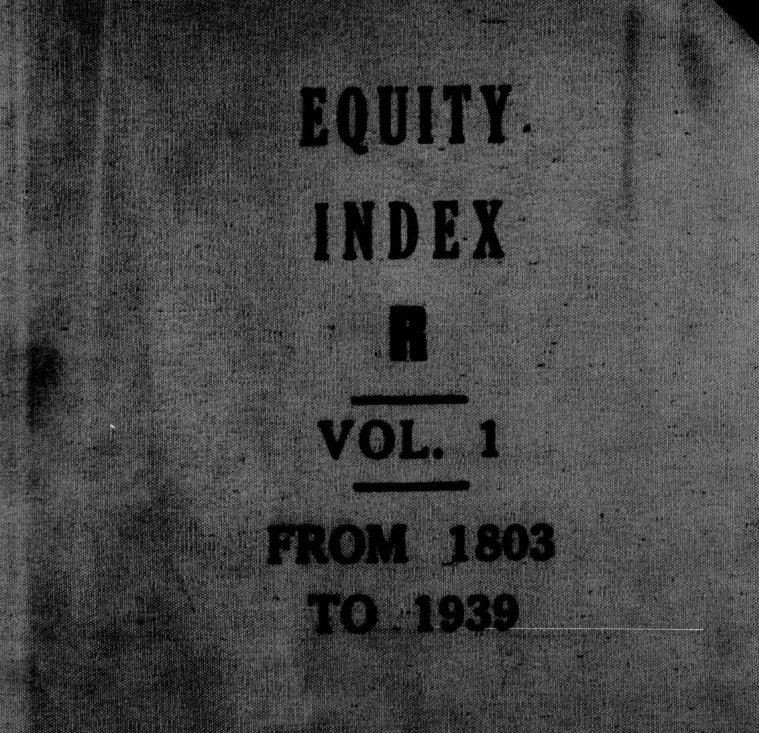 EQUITY.
INDEX
R
VOL. 1
FROM 1803
TO 1939